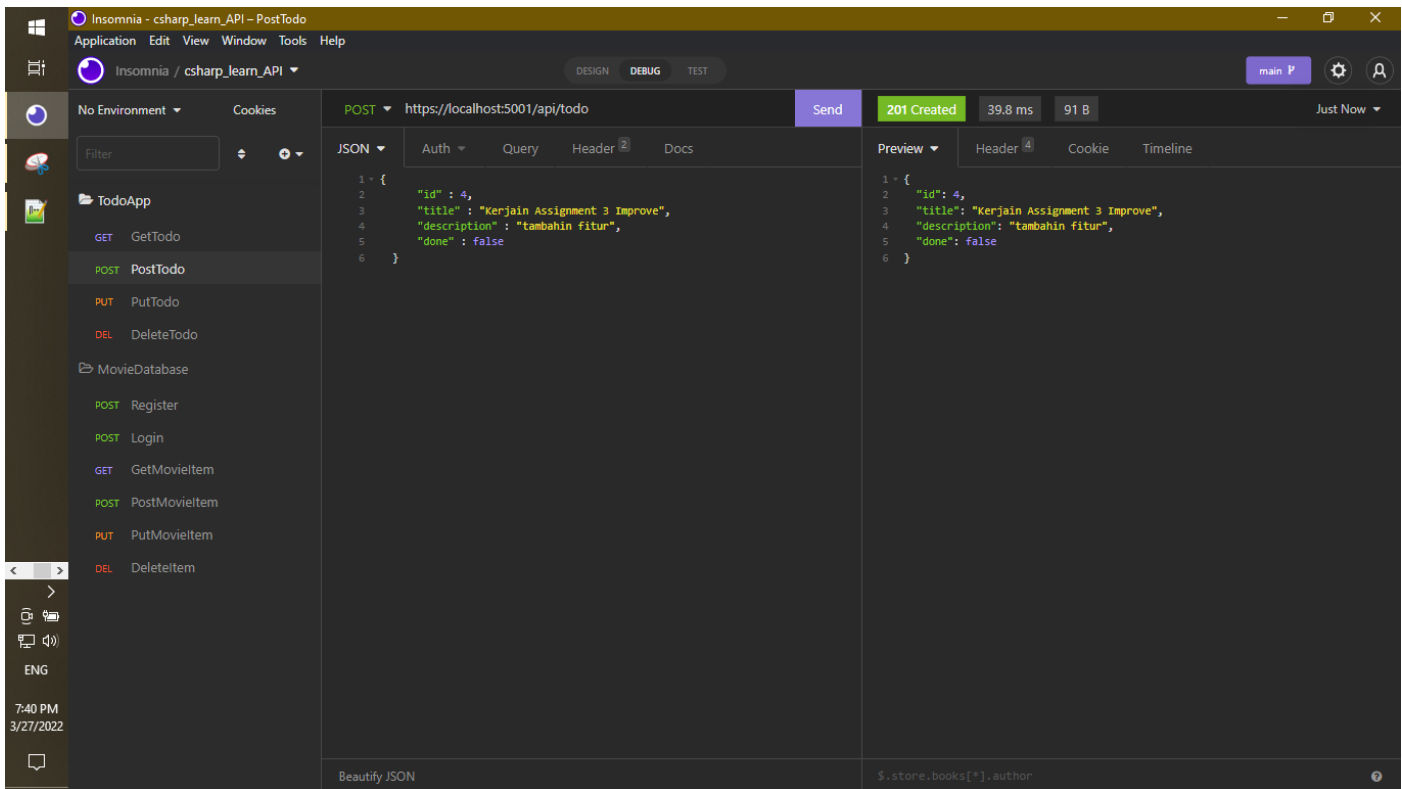 Insomnia - csharp_learn_API – PostTodo
Application Edit View Window Tools Help
Insomnia / csharp_learn_API
DESIGN DEBUG TEST
main
No Environment
Cookies
POST https://localhost:5001/api/todo
Send
201 Created 39.8 ms 91 B
Just Now
Filter
JSON Auth Query Header 2 Docs
Preview Header 4 Cookie Timeline
TodoApp
GET GetTodo
POST PostTodo
PUT PutTodo
DEL DeleteTodo
MovieDatabase
POST Register
POST Login
GET GetMovieItem
POST PostMovieItem
PUT PutMovieItem
DEL DeleteItem
1 {
2 "id" : 4,
3 "title" : "Kerjain Assignment 3 Improve",
4 "description" : "tambahin fitur",
5 "done" : false
6 }
1 {
2 "id": 4,
3 "title": "Kerjain Assignment 3 Improve",
4 "description": "tambahin fitur",
5 "done": false
6 }
Beautify JSON
$.store.books[*].author
ENG
7:40 PM
3/27/2022